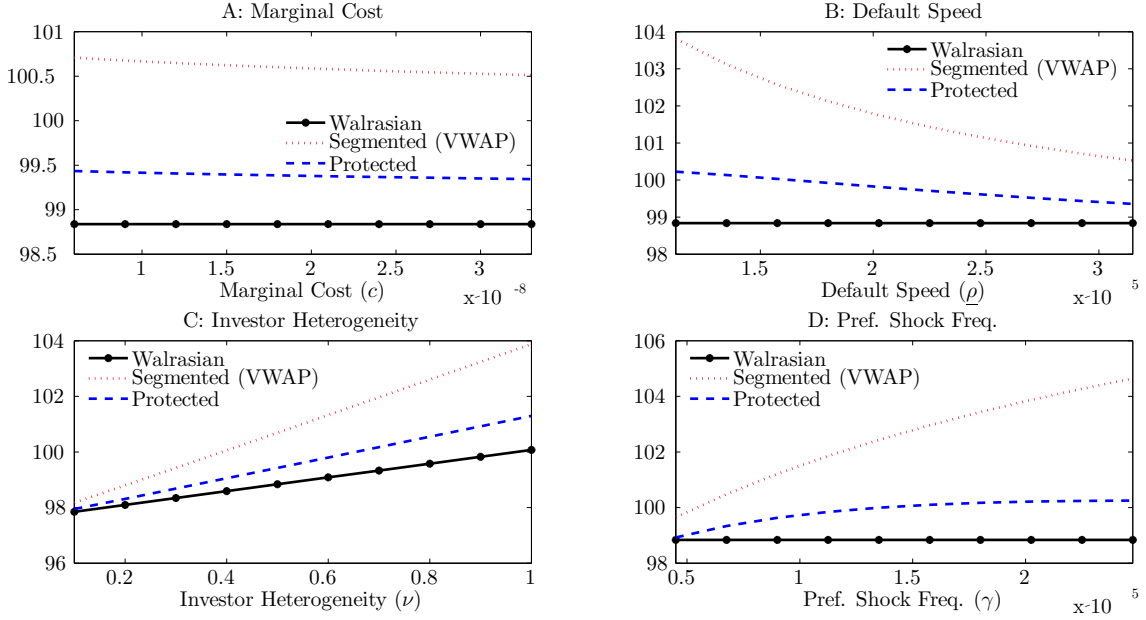 A: Marginal Cost
101
100.5
100
99.5
99
98.5
Walrasian
Segmented (VWAP)
Protected
1
1.5
2
2.5
3
Marginal Cost (c)
x 10 -8
B: Default Speed
104
103
102
101
100
99
98
Walrasian
Segmented (VWAP)
Protected
1.5
2
2.5
3
Default Speed (ρ)
x 10 5
C: Investor Heterogeneity
104
102
100
98
96
Walrasian
Segmented (VWAP)
Protected
0.2
0.4
0.6
0.8
1
Investor Heterogeneity (ν)
D: Pref. Shock Freq.
106
104
102
100
98
Walrasian
Segmented (VWAP)
Protected
0.5
1
1.5
2
Pref. Shock Freq. (γ)
x 10 5